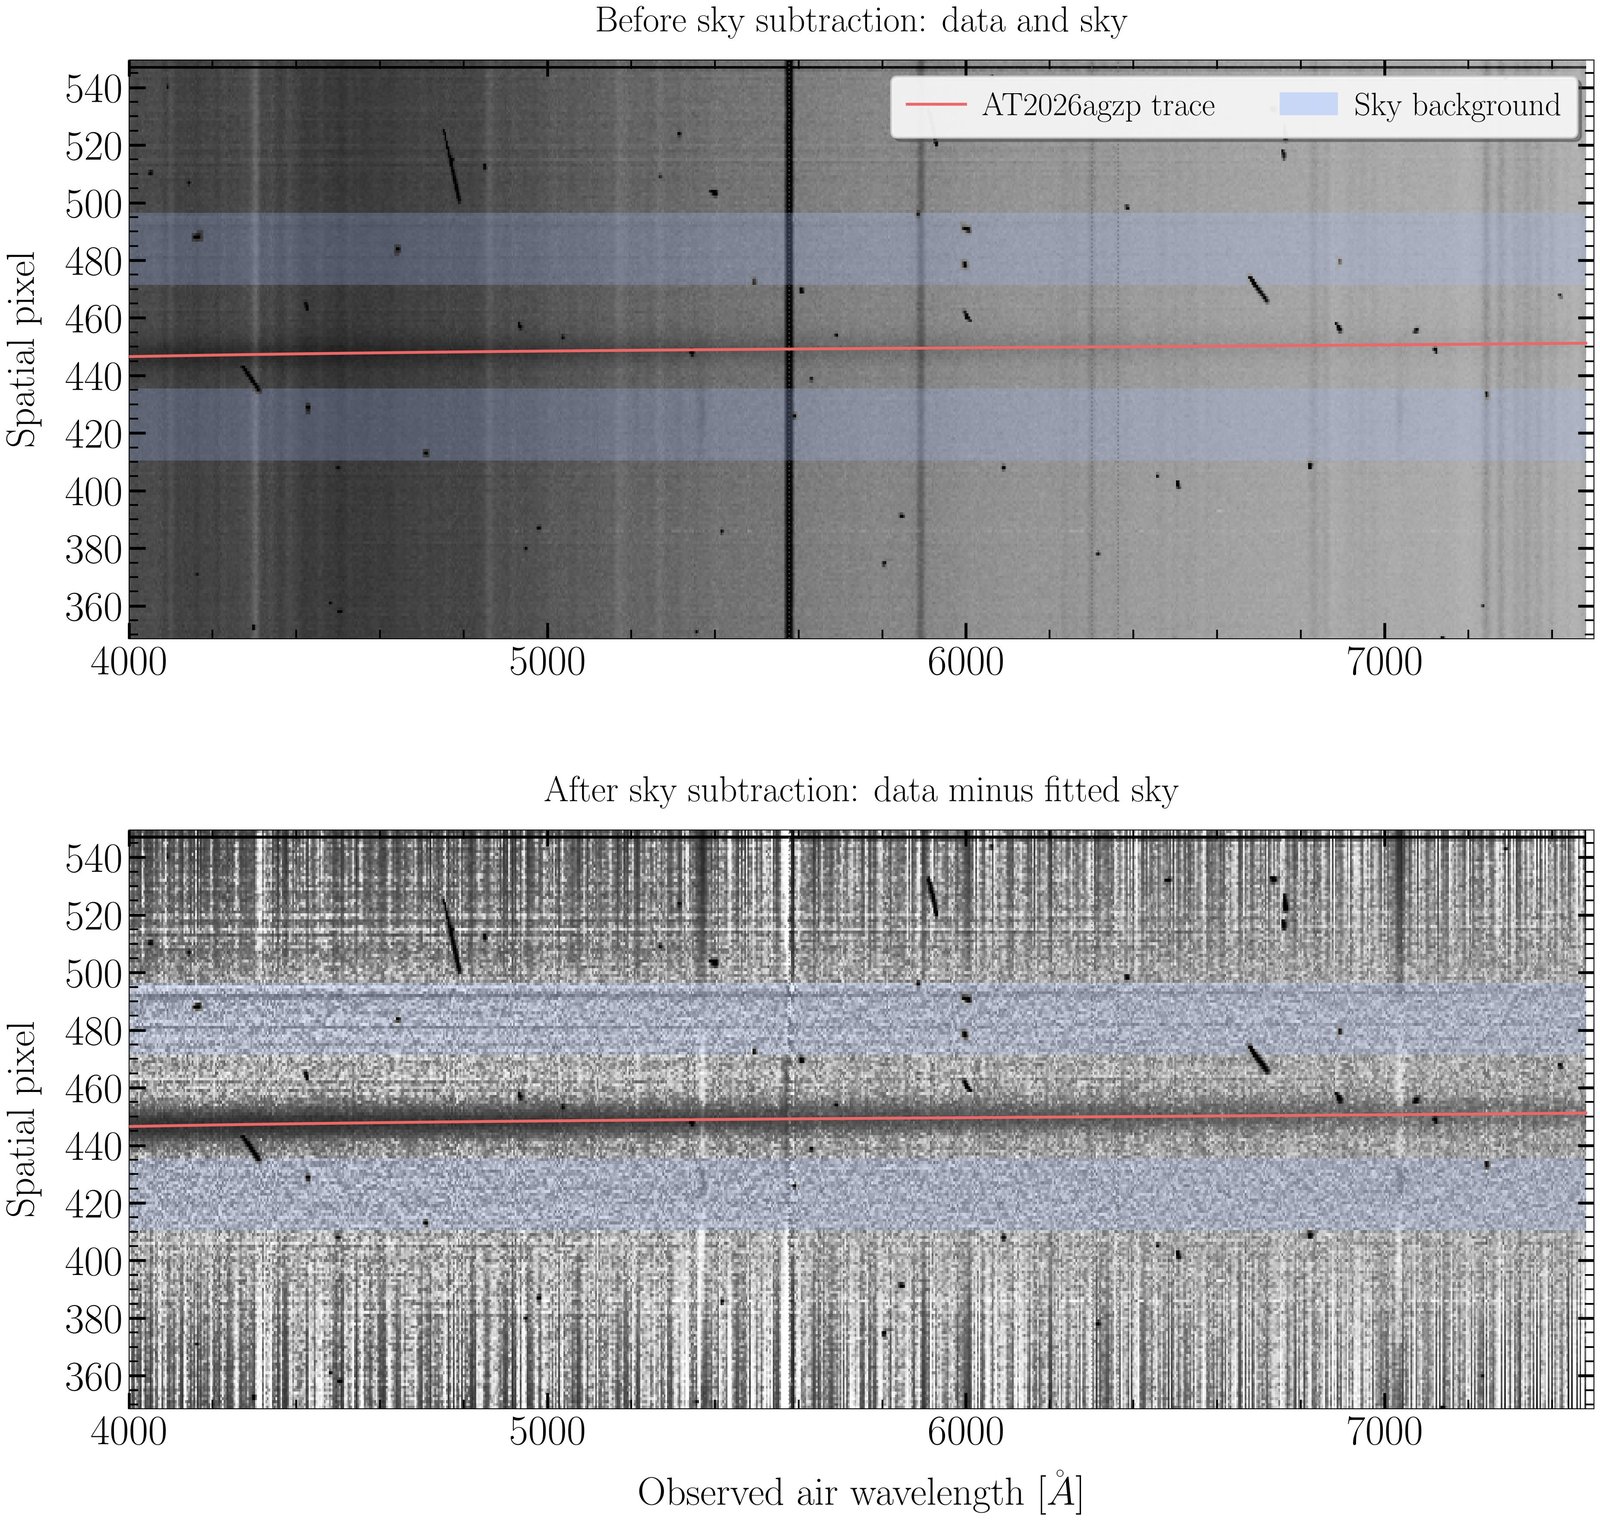 Before sky subtraction: data and sky
AT2026agzp trace
Sky background
540
520
500
480
460
440
420
400
380
360
Spatial pixel
4000 5000 6000 7000
After sky subtraction: data minus fitted sky
540
520
500
480
460
440
420
400
380
360
Spatial pixel
4000 5000 6000 7000
Observed air wavelength [Å]